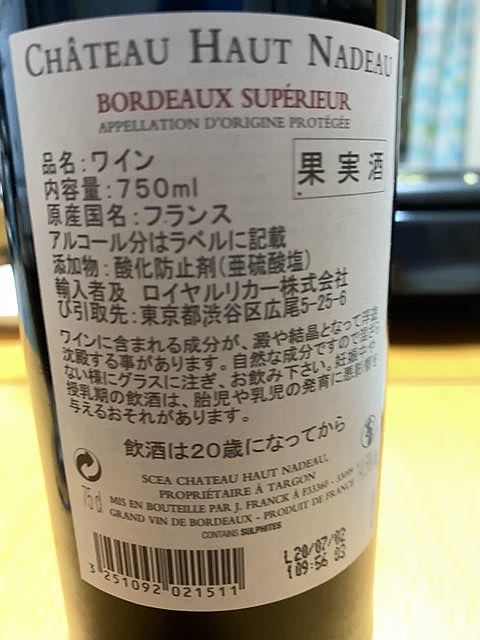 CHÂTEAU HAUT NADEAU
BORDEAUX SUPÉRIEUR
APPELLATION D'ORIGINE PROTÉGÉE
品名:ワイン
果実酒
内容量:750ml
原産国名:フランス
アルコール分はラベルに記載
添加物:酸化防止剤(亜硫酸塩)
輸入者及 ロイヤルリカー株式会社
び引取先:東京都渋谷区広尾5-25-6
ワインに含まれる成分が、澱や結晶となって
沈殿する事があります。自然な成分ですので
ない様にグラスに注ぎ、お飲み下さい。妊娠
授乳期の飲酒は、胎児や乳児の発育に悪影響
与えるおそれがあります。
飲酒は20歳になってから
75cl
SCEA CHATEAU HAUT NADEAU,
PROPRIÉTAIRE À TARGON
MIS EN BOUTEILLE PAR J. FRANCK À F33360 -
GRAND VIN DE BORDEAUX - PRODUIT DE FRANCE
CONTAINS SULPHITES
L20/07/02
09:56 03
3 251092 021511